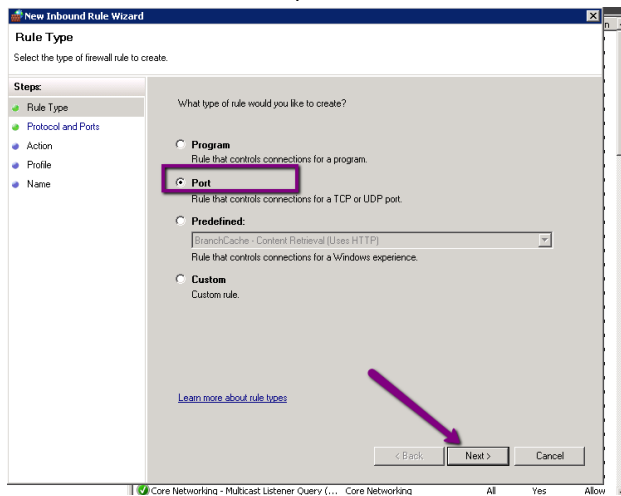 New Inbound Rule Wizard
Rule Type
Select the type of firewall rule to create.
Steps:
Rule Type
Protocol and Ports
Action
Profile
Name
What type of rule would you like to create?
Program
Rule that controls connections for a program.
Port
Rule that controls connections for a TCP or UDP port.
Predefined:
BranchCache - Content Retrieval (Uses HTTP)
Rule that controls connections for a Windows experience.
Custom
Custom rule.
Learn more about rule types
< Back Next > Cancel
Core Networking - Multicast Listener Query (... Core Networking All Yes Allow